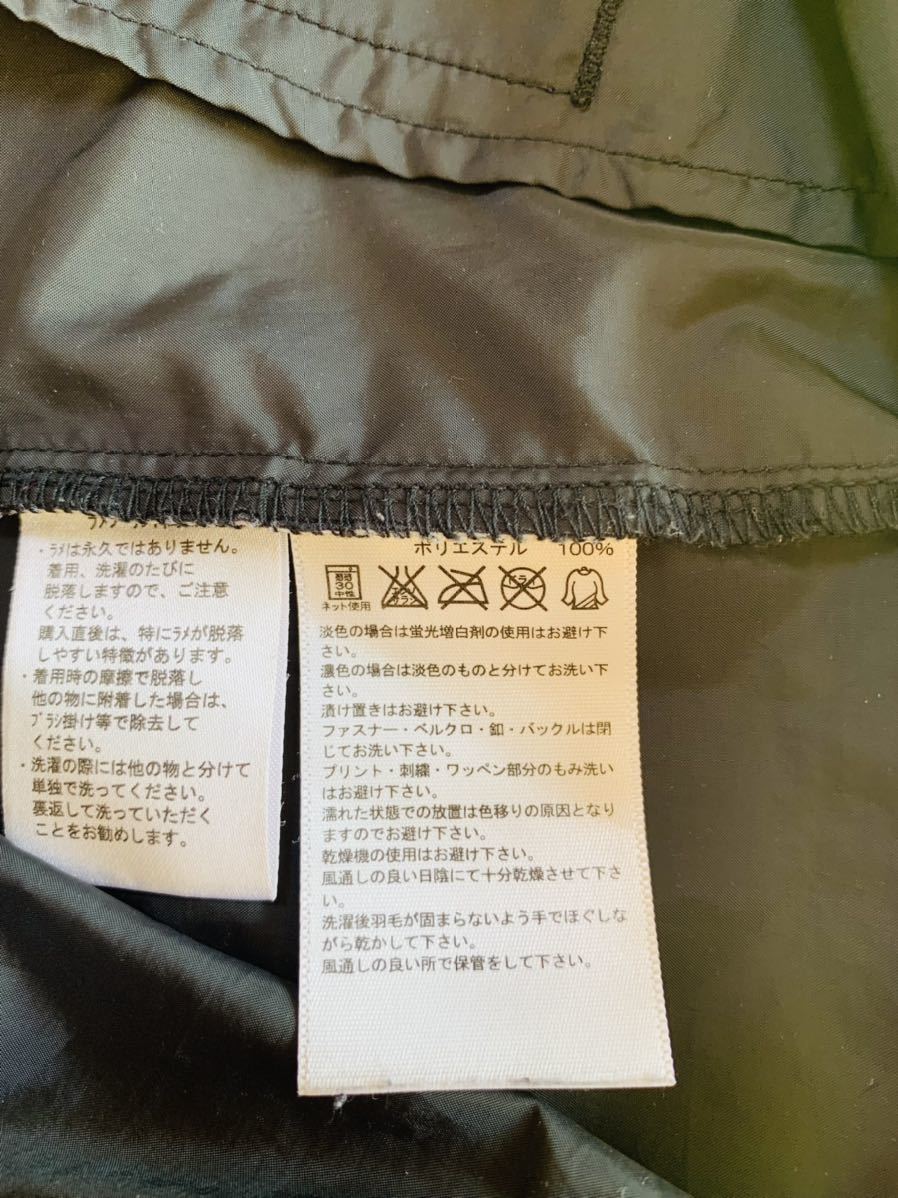 ・ラメは永久ではありません。
着用、洗濯のたびに
脱落しますので、ご注意
ください。
購入直後は、特にラメが脱落
しやすい特徴があります。
・着用時の摩擦で脱落し
他の物に附着した場合は、
ブラシ掛け等で除去して
ください。
・洗濯の際には他の物と分けて
単独で洗ってください。
裏返して洗っていただく
ことをお勧めします。
ポリエステル 100%
30
中性
ネット使用
エンソ
サラシ
ドライ
淡色の場合は蛍光増白剤の使用はお避け下
さい。
濃色の場合は淡色のものと分けてお洗い下
さい。
漬け置きはお避け下さい。
ファスナー・ベルクロ・釦・バックルは閉
じてお洗い下さい。
プリント・刺繍・ワッペン部分のもみ洗い
はお避け下さい。
濡れた状態での放置は色移りの原因となり
ますのでお避け下さい。
乾燥機の使用はお避け下さい。
風通しの良い日陰にて十分乾燥させて下さ
い。
洗濯後羽毛が固まらないよう手でほぐしな
がら乾かして下さい。
風通しの良い所で保管をして下さい。